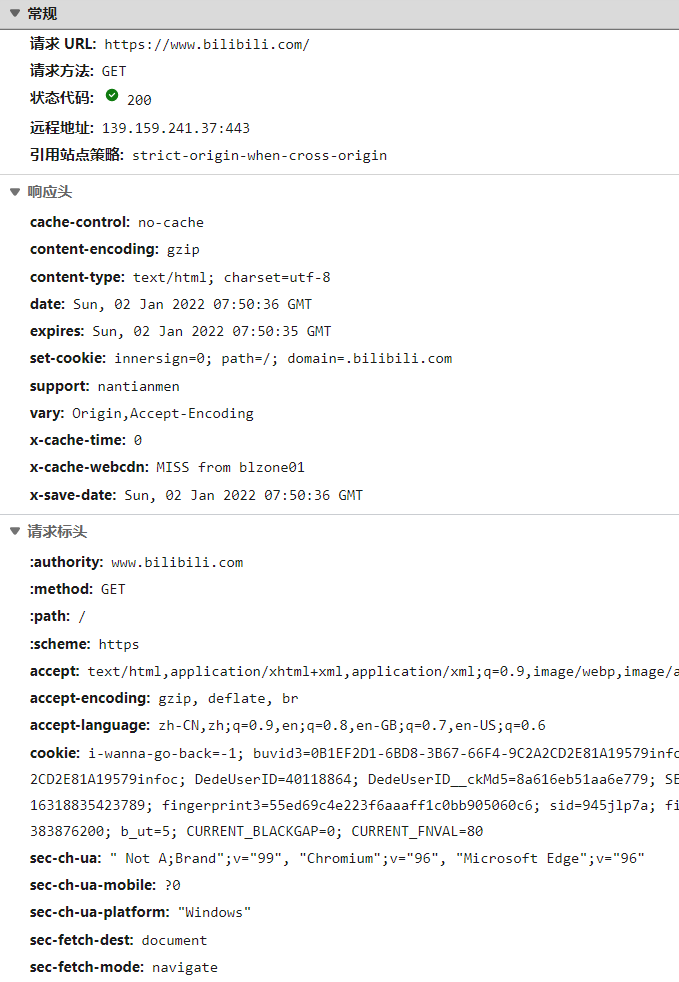 常规
请求 URL: https://www.bilibili.com/
请求方法: GET
状态代码: 200
远程地址: 139.159.241.37:443
引用站点策略: strict-origin-when-cross-origin
响应头
cache-control: no-cache
content-encoding: gzip
content-type: text/html; charset=utf-8
date: Sun, 02 Jan 2022 07:50:36 GMT
expires: Sun, 02 Jan 2022 07:50:35 GMT
set-cookie: innersign=0; path=/; domain=.bilibili.com
support: nantianmen
vary: Origin,Accept-Encoding
x-cache-time: 0
x-cache-webcdn: MISS from blzone01
x-save-date: Sun, 02 Jan 2022 07:50:36 GMT
请求标头
:authority: www.bilibili.com
:method: GET
:path: /
:scheme: https
accept: text/html,application/xhtml+xml,application/xml;q=0.9,image/webp,image/a
accept-encoding: gzip, deflate, br
accept-language: zh-CN,zh;q=0.9,en;q=0.8,en-GB;q=0.7,en-US;q=0.6
cookie: i-wanna-go-back=-1; buvid3=0B1EF2D1-6BD8-3B67-66F4-9C2A2CD2E81A19579info
2CD2E81A19579infoc; DedeUserID=40118864; DedeUserID__ckMd5=8a616eb51aa6e779; SE
16318835423789; fingerprint3=55ed69c4e223f6aaaff1c0bb905060c6; sid=945jlp7a; fi
383876200; b_ut=5; CURRENT_BLACKGAP=0; CURRENT_FNVAL=80
sec-ch-ua: " Not A;Brand";v="99", "Chromium";v="96", "Microsoft Edge";v="96"
sec-ch-ua-mobile: ?0
sec-ch-ua-platform: "Windows"
sec-fetch-dest: document
sec-fetch-mode: navigate